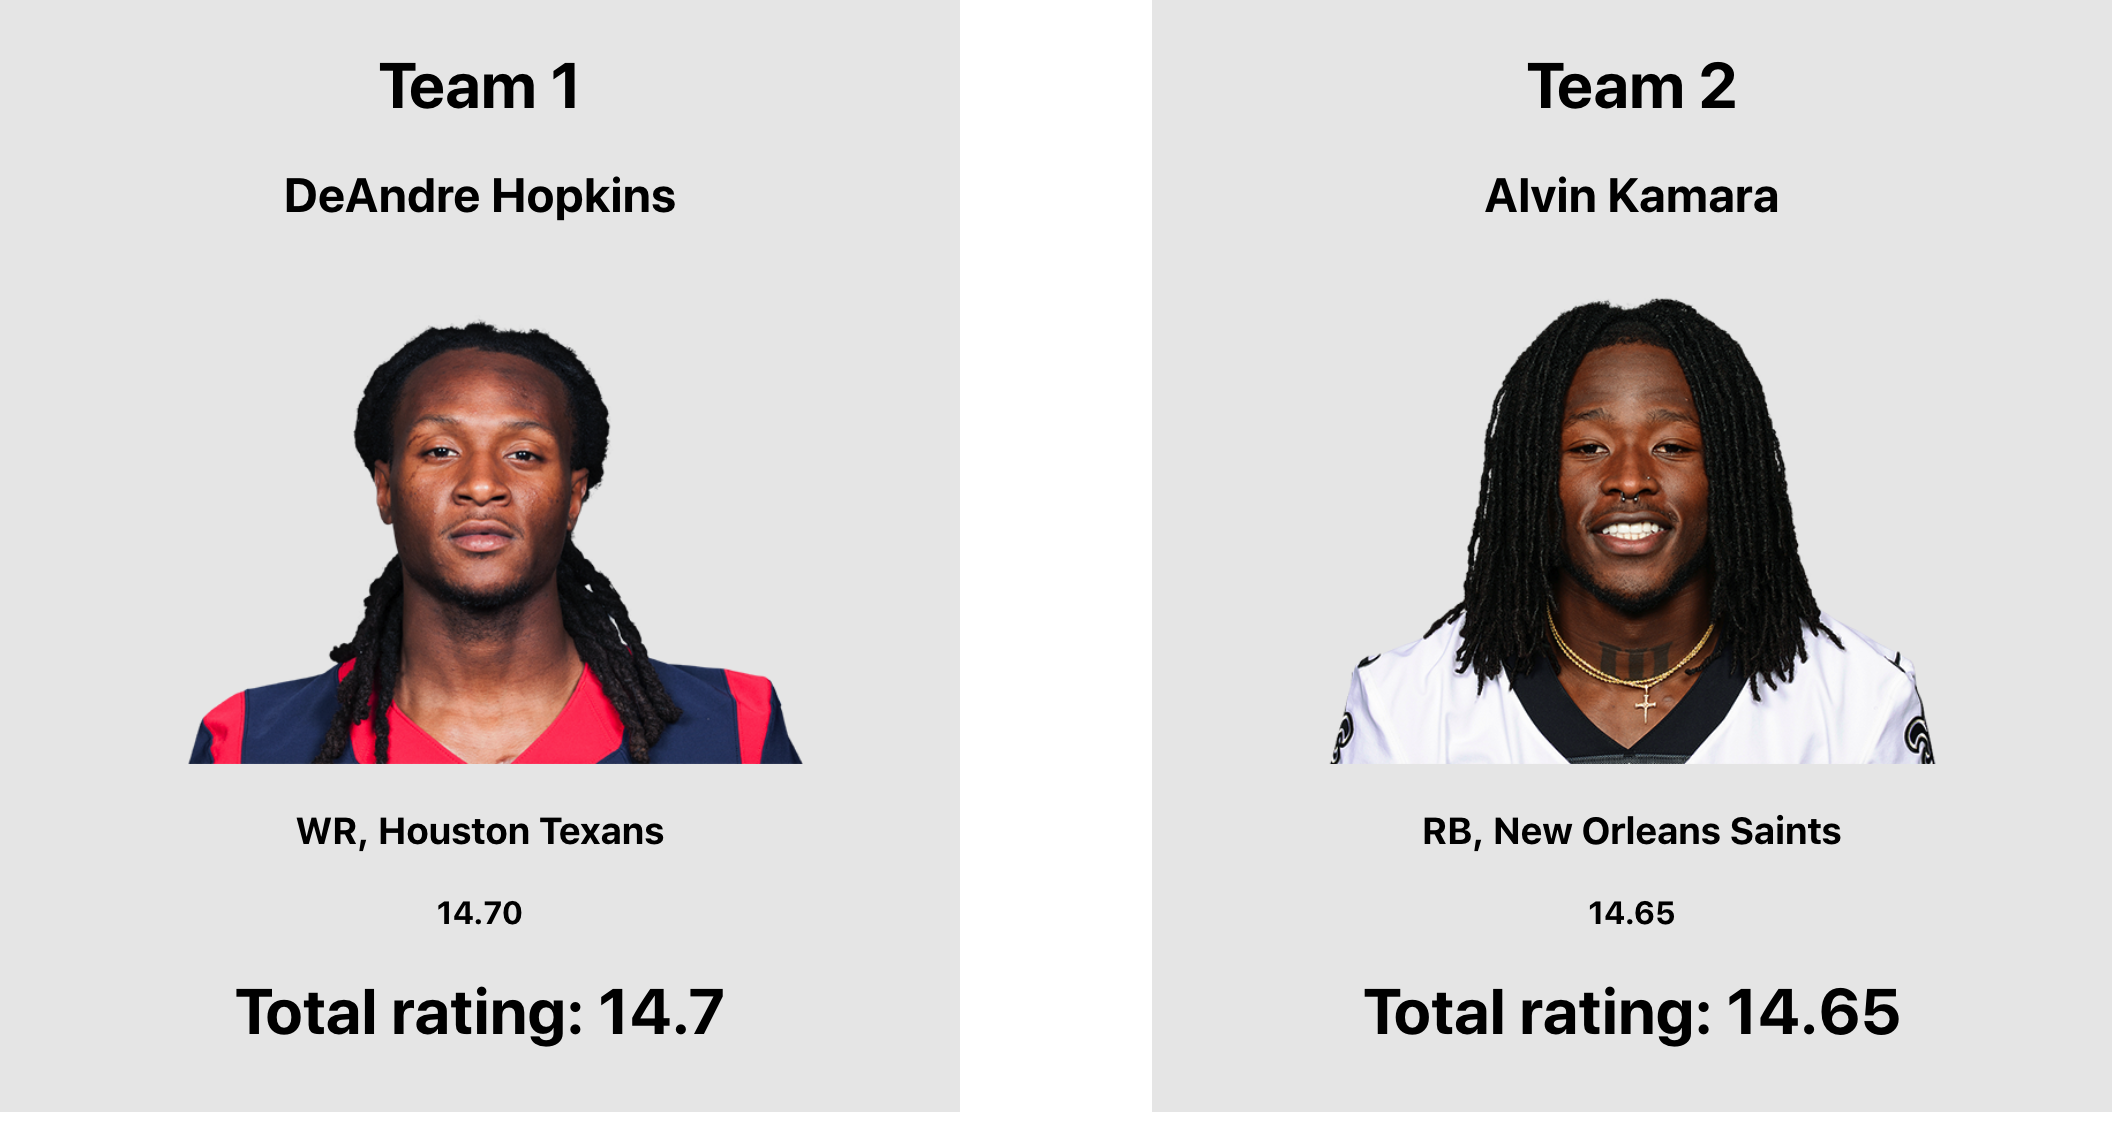 Team 1
DeAndre Hopkins
WR, Houston Texans
14.70
Total rating: 14.7
Team 2
Alvin Kamara
RB, New Orleans Saints
14.65
Total rating: 14.65